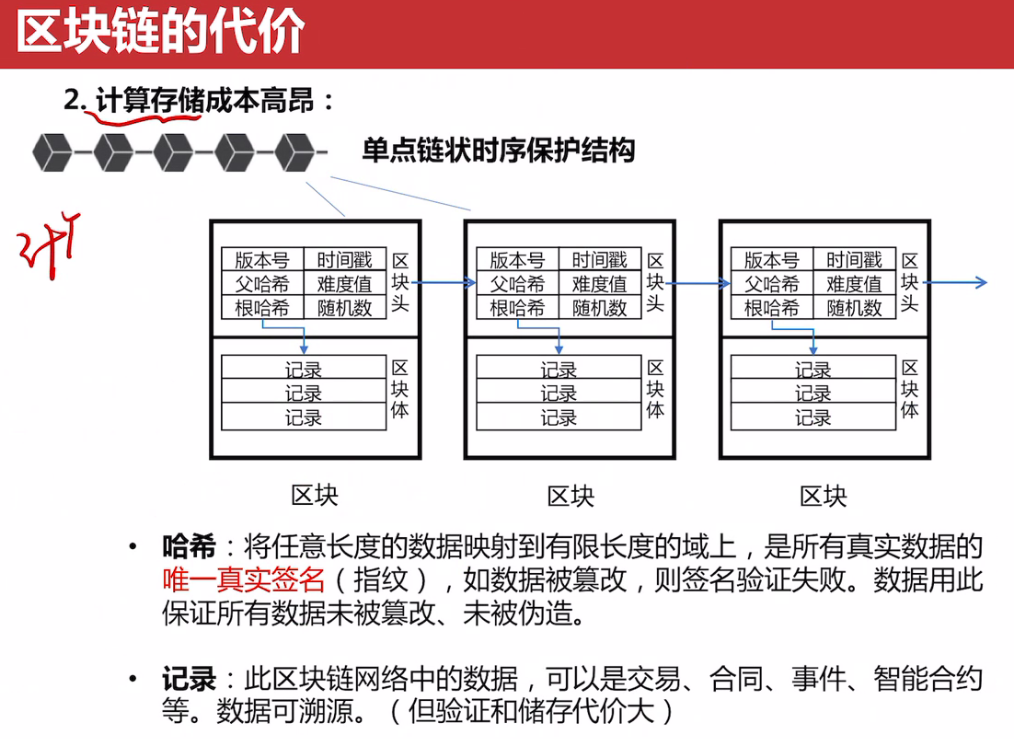 区块链的代价
2. 计算存储成本高昂：
单点链状时序保护结构
版本号 时间戳 区块头
父哈希 难度值
根哈希 随机数
记录 区块体
记录
记录
区块
版本号 时间戳 区块头
父哈希 难度值
根哈希 随机数
记录 区块体
记录
记录
区块
版本号 时间戳 区块头
父哈希 难度值
根哈希 随机数
记录 区块体
记录
记录
区块
• 哈希：将任意长度的数据映射到有限长度的域上，是所有真实数据的
唯一真实签名（指纹），如数据被篡改，则签名验证失败。数据用此
保证所有数据未被篡改、未被伪造。
• 记录：此区块链网络中的数据，可以是交易、合同、事件、智能合约
等。数据可溯源。（但验证和储存代价大）